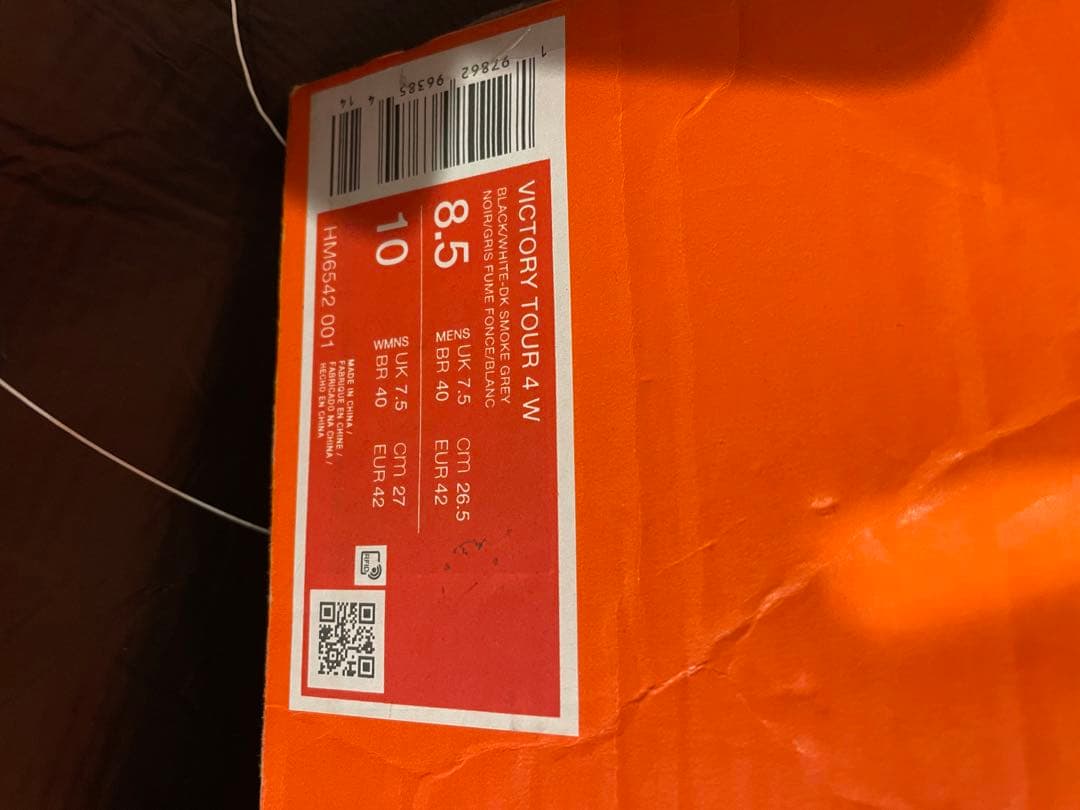 VICTORY TOUR 4 W
BLACK/WHITE-DK SMOKE GREY
NOIR/GRIS FUME FONCE/BLANC
8.5
MENS UK 7.5 CM 26.5
BR 40 EUR 42
10
WMNS UK 7.5 CM 27
BR 40 EUR 42
HM6542 001
MADE IN CHINA /
FABRIQUE EN CHINE /
FABRICADO NA CHINA /
HECHO EN CHINA
RFID
1 97862 96385 4 14